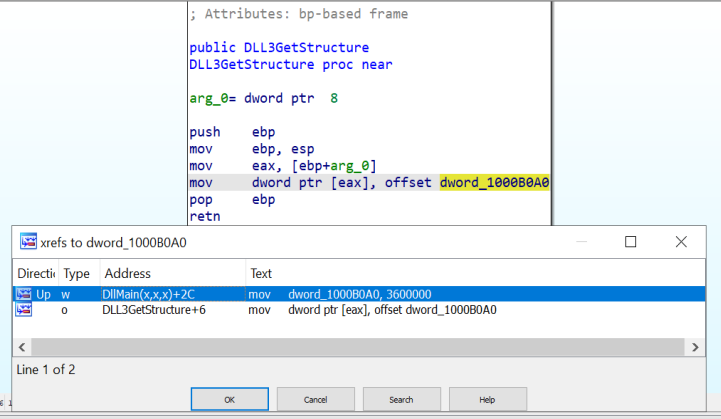 ; Attributes: bp-based frame
public DLL3GetStructure
DLL3GetStructure proc near
arg_0= dword ptr  8
push    ebp
mov     ebp, esp
mov     eax, [ebp+arg_0]
mov     dword ptr [eax], offset dword_1000B0A0
pop     ebp
retn
xrefs to dword_1000B0A0
Directic Type Address Text
Up w DllMain(x,x,x)+2C mov dword_1000B0A0, 3600000
o DLL3GetStructure+6 mov dword ptr [eax], offset dword_1000B0A0
Line 1 of 2
OK Cancel Search Help